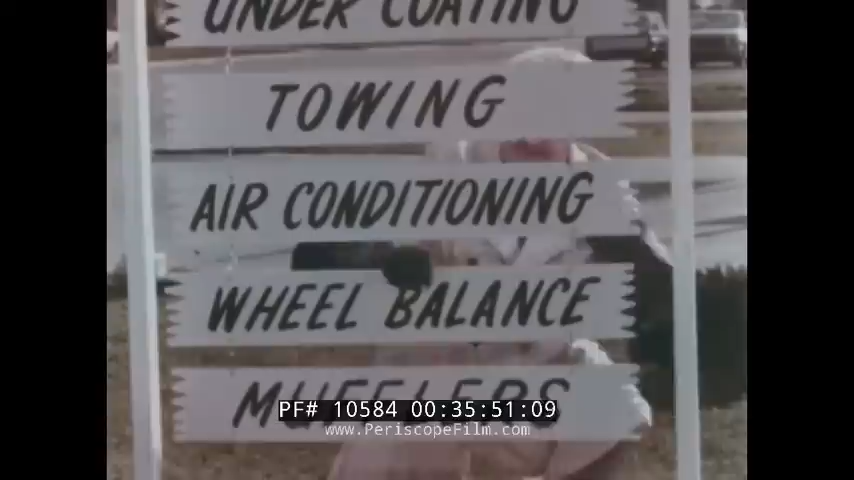 UNDER COATING
TOWING
AIR CONDITIONING
WHEEL BALANCE
MUFFLERS
PF# 10584 00:35:51:09
www.PeriscopeFilm.com